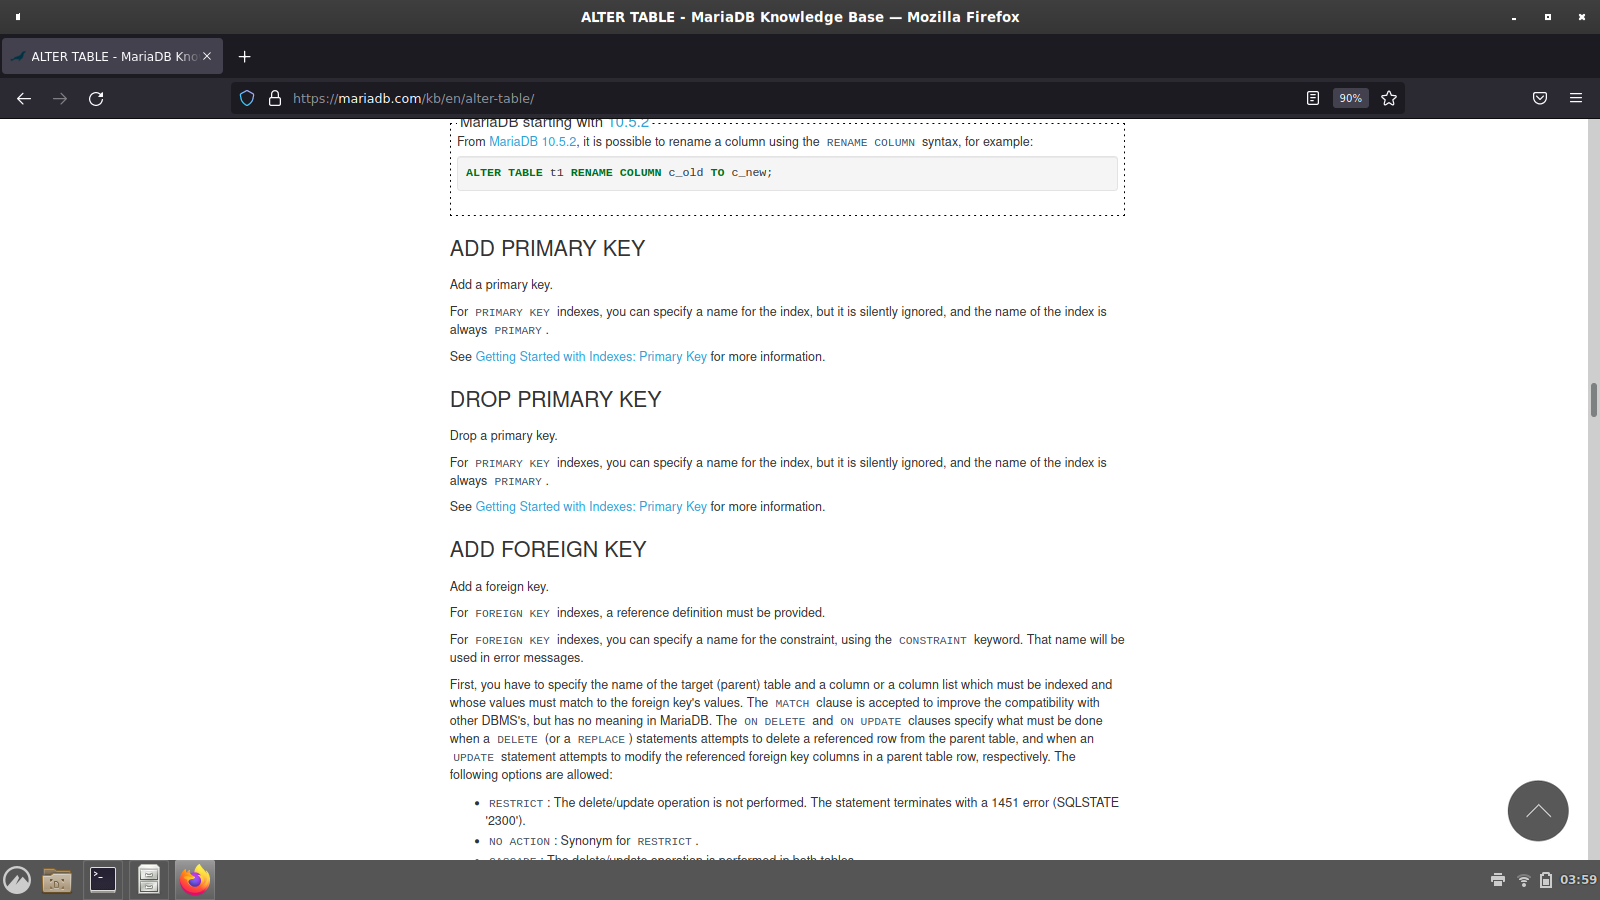 ALTER TABLE - MariaDB Knowledge Base — Mozilla Firefox
ALTER TABLE - MariaDB Kno
https://mariadb.com/kb/en/alter-table/
90%
MariaDB starting with 10.5.2
From MariaDB 10.5.2, it is possible to rename a column using the RENAME COLUMN syntax, for example:
ALTER TABLE t1 RENAME COLUMN c_old TO c_new;
ADD PRIMARY KEY
Add a primary key.
For PRIMARY KEY indexes, you can specify a name for the index, but it is silently ignored, and the name of the index is
always PRIMARY .
See Getting Started with Indexes: Primary Key for more information.
DROP PRIMARY KEY
Drop a primary key.
For PRIMARY KEY indexes, you can specify a name for the index, but it is silently ignored, and the name of the index is
always PRIMARY .
See Getting Started with Indexes: Primary Key for more information.
ADD FOREIGN KEY
Add a foreign key.
For FOREIGN KEY indexes, a reference definition must be provided.
For FOREIGN KEY indexes, you can specify a name for the constraint, using the CONSTRAINT keyword. That name will be
used in error messages.
First, you have to specify the name of the target (parent) table and a column or a column list which must be indexed and
whose values must match to the foreign key's values. The MATCH clause is accepted to improve the compatibility with
other DBMS's, but has no meaning in MariaDB. The ON DELETE and ON UPDATE clauses specify what must be done
when a DELETE (or a REPLACE ) statements attempts to delete a referenced row from the parent table, and when an
UPDATE statement attempts to modify the referenced foreign key columns in a parent table row, respectively. The
following options are allowed:
• RESTRICT : The delete/update operation is not performed. The statement terminates with a 1451 error (SQLSTATE
'2300').
• NO ACTION : Synonym for RESTRICT .
• CASCADE : The delete/update operation is performed in both tables.
03:59